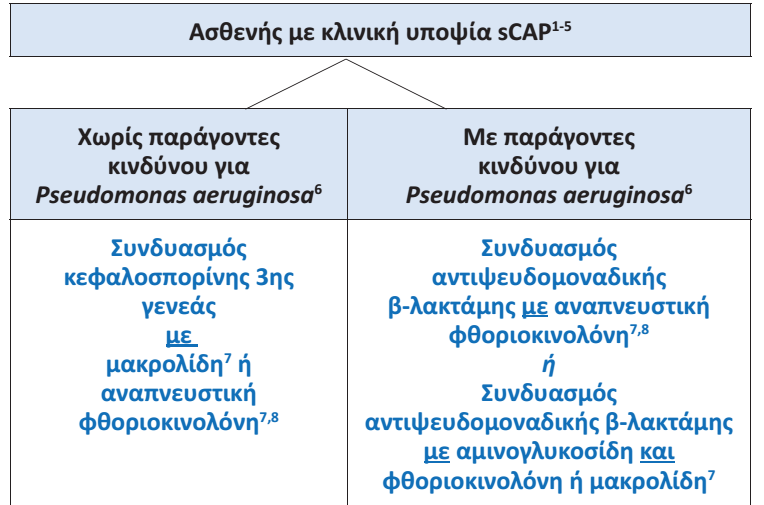 Ασθενής με κλινική υποψία sCAP1-5
Χωρίς παράγοντες
κινδύνου για
Pseudomonas aeruginosa6
Με παράγοντες
κινδύνου για
Pseudomonas aeruginosa6
Συνδυασμός
κεφαλοσπορίνης 3ης
γενεάς
με
μακρολίδη7 ή
αναπνευστική
φθοριοκινολόνη7,8
Συνδυασμός
αντιψευδομοναδικής
β-λακτάμης με αναπνευστική
φθοριοκινολόνη7,8
ή
Συνδυασμός
αντιψευδομοναδικής β-λακτάμης
με αμινογλυκοσίδη και
φθοριοκινολόνη ή μακρολίδη7